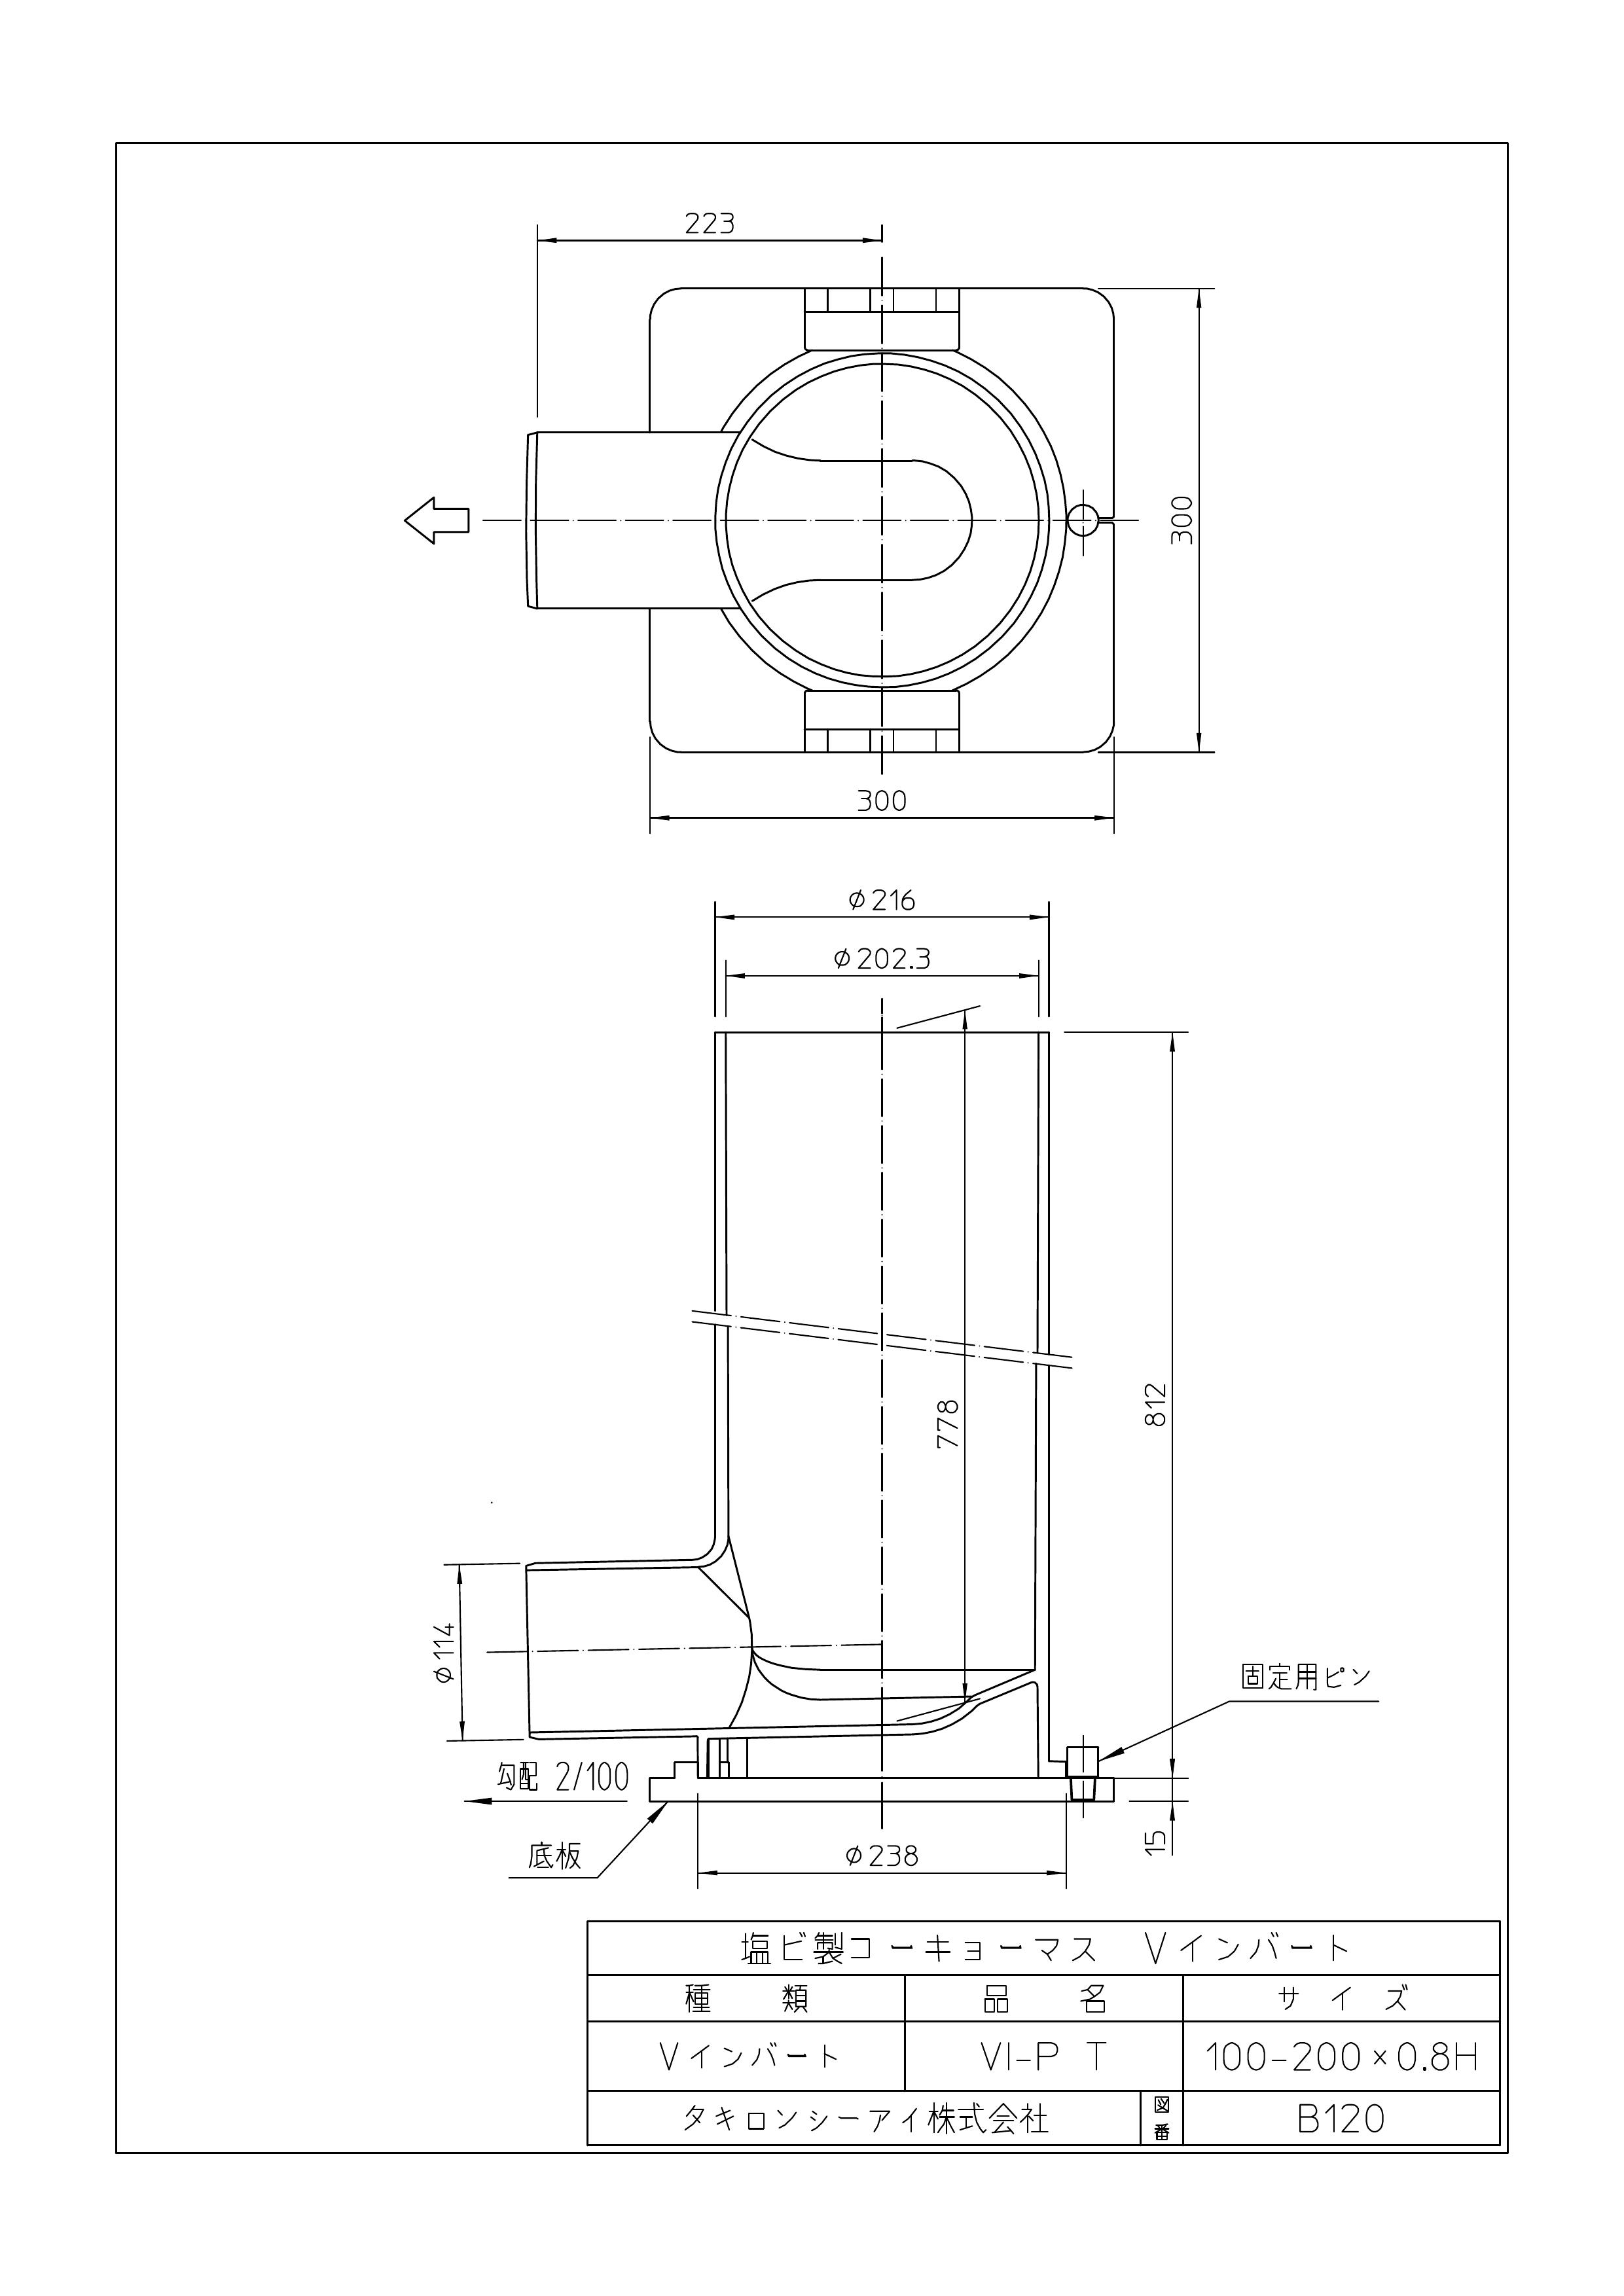 223
300
300
φ216
φ202.3
778
812
φ114
固定用ピン
勾配 2/100
15
底板
φ238
塩ビ製コーキョーマス Vインバート
種 類 品 名 サ イ ズ
Vインバート VI-P T 100-200×0.8H
タキロンシーアイ株式会社 図番 B120